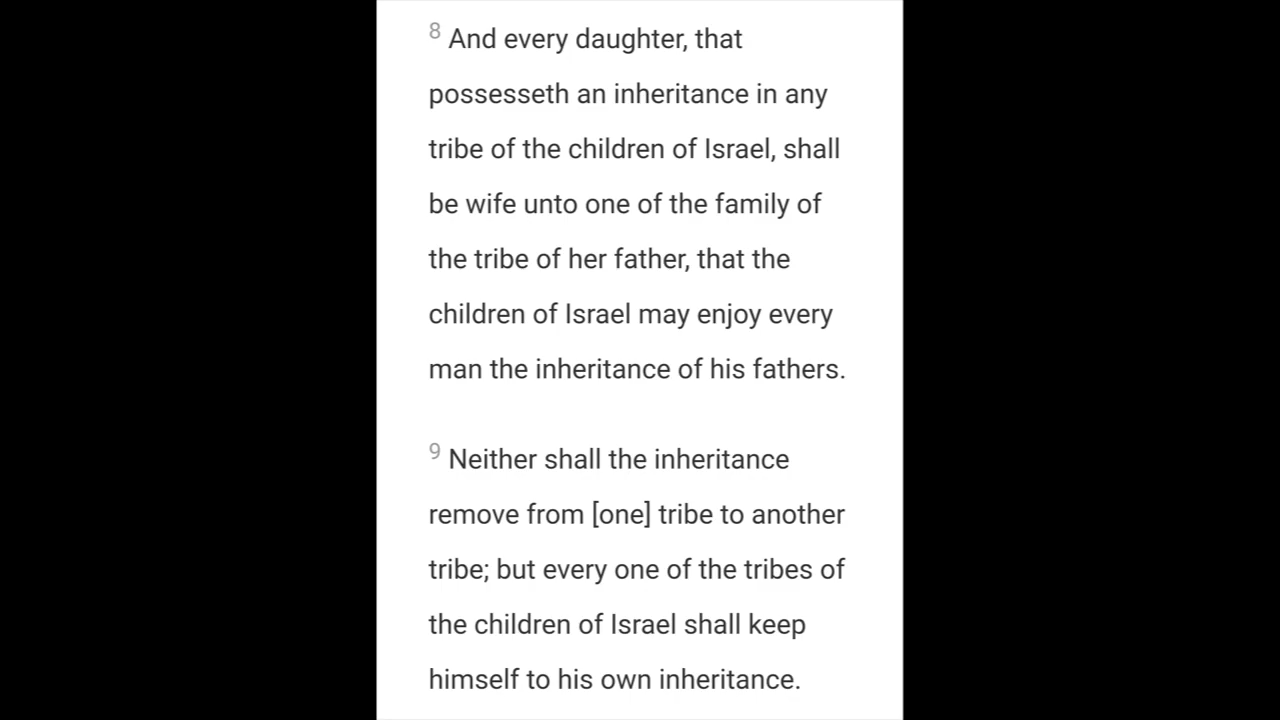 8 And every daughter, that
possesseth an inheritance in any
tribe of the children of Israel, shall
be wife unto one of the family of
the tribe of her father, that the
children of Israel may enjoy every
man the inheritance of his fathers.
9 Neither shall the inheritance
remove from [one] tribe to another
tribe; but every one of the tribes of
the children of Israel shall keep
himself to his own inheritance.